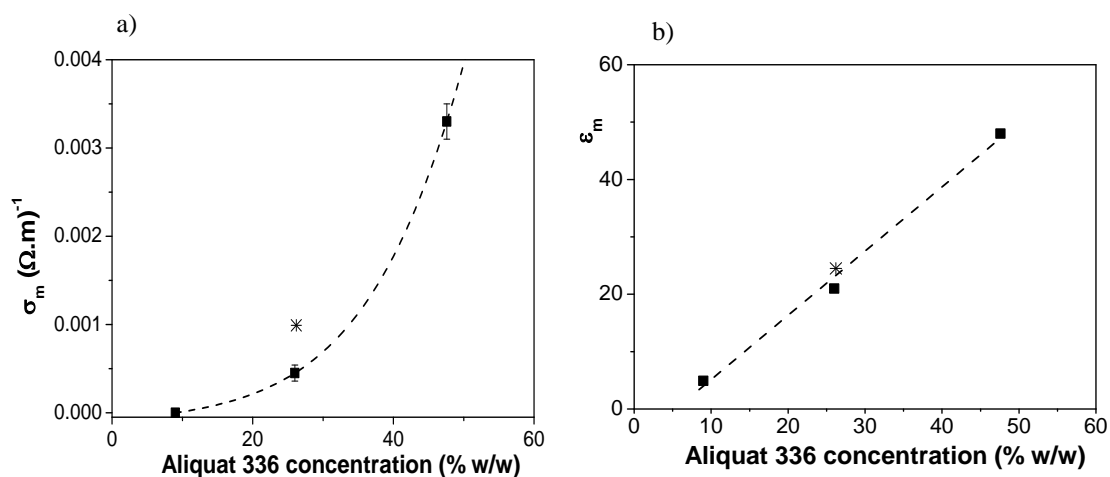 a)
0.004
0.003
0.002
0.001
0.000
σm (Ω.m)-1
0 20 40 60
Aliquat 336 concentration (% w/w)
b)
60
40
20
0
εm
0 10 20 30 40 50 60
Aliquat 336 concentration (% w/w)